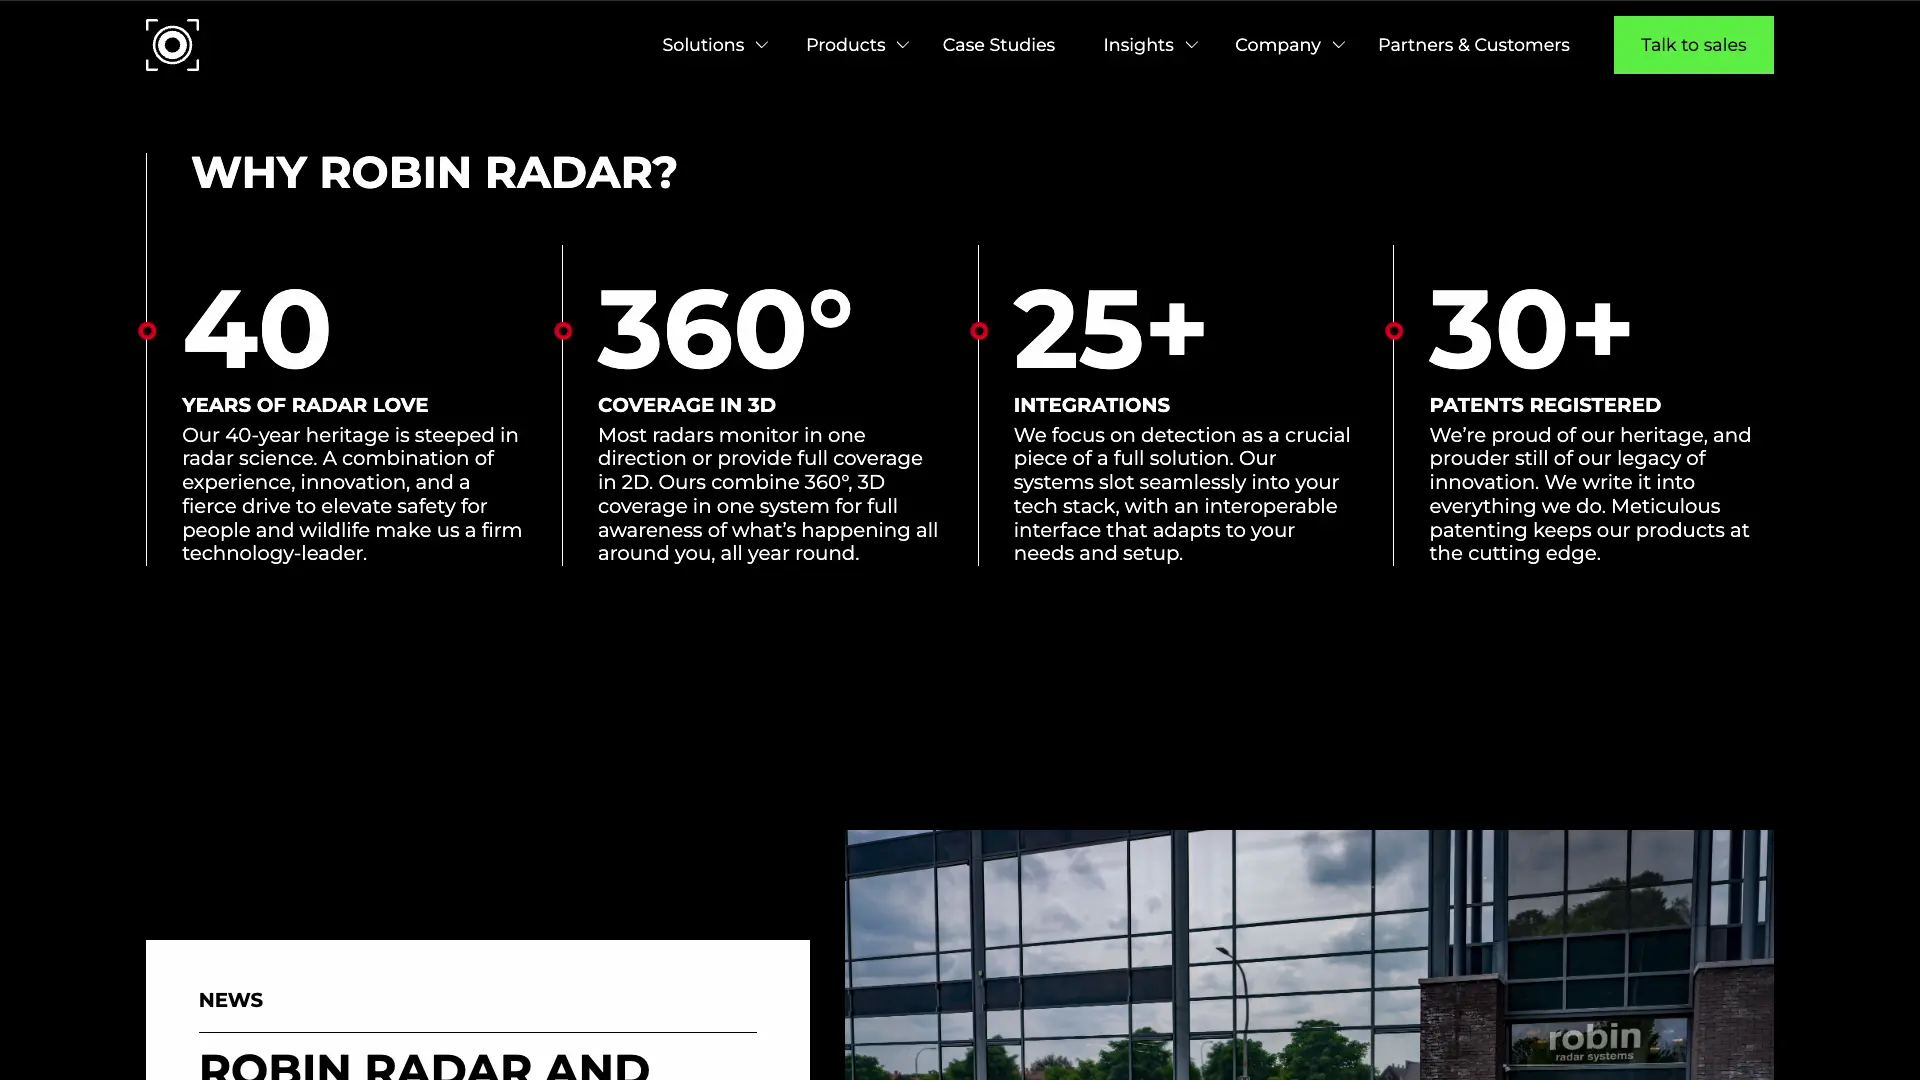 Solutions Products Case Studies Insights Company Partners & Customers Talk to sales
WHY ROBIN RADAR?
40
YEARS OF RADAR LOVE
Our 40-year heritage is steeped in
radar science. A combination of
experience, innovation, and a
fierce drive to elevate safety for
people and wildlife make us a firm
technology-leader.
360°
COVERAGE IN 3D
Most radars monitor in one
direction or provide full coverage
in 2D. Ours combine 360°, 3D
coverage in one system for full
awareness of what’s happening all
around you, all year round.
25+
INTEGRATIONS
We focus on detection as a crucial
piece of a full solution. Our
systems slot seamlessly into your
tech stack, with an interoperable
interface that adapts to your
needs and setup.
30+
PATENTS REGISTERED
We’re proud of our heritage, and
prouder still of our legacy of
innovation. We write it into
everything we do. Meticulous
patenting keeps our products at
the cutting edge.
NEWS
ROBIN RADAR AND
robin
radar systems